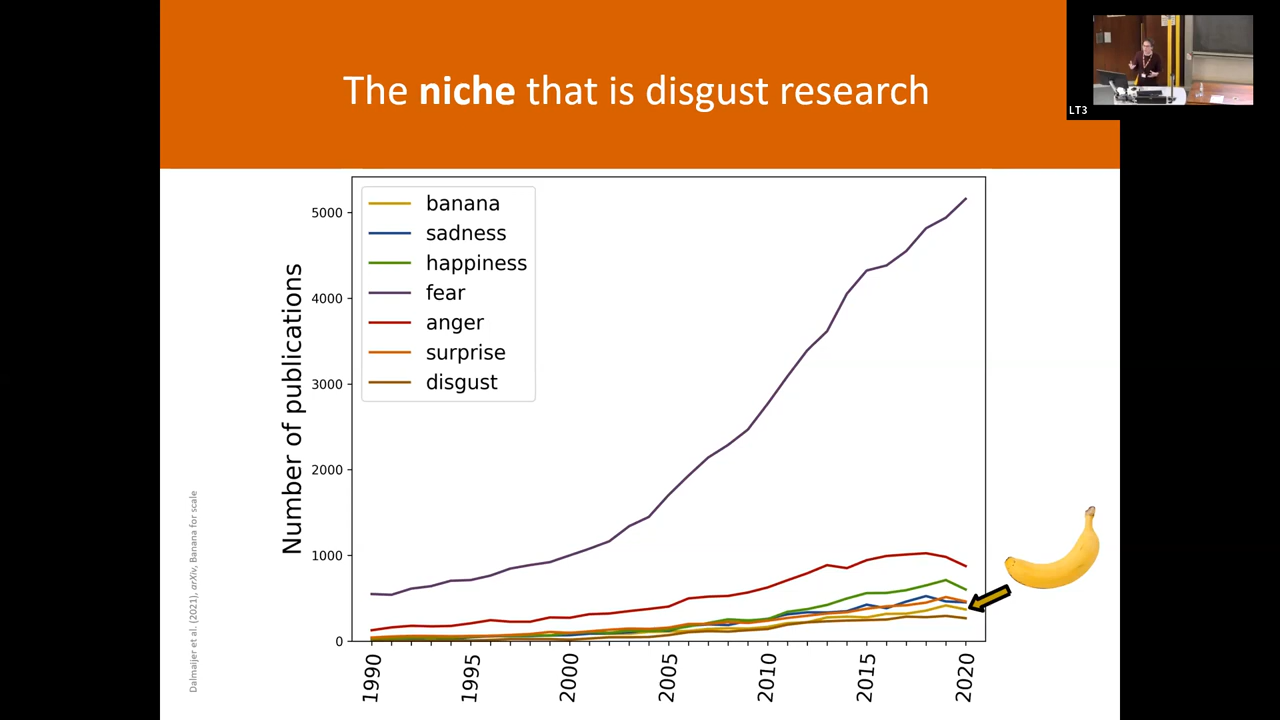 The niche that is disgust research
LT3
banana
sadness
happiness
fear
anger
surprise
disgust
Number of publications
5000
4000
3000
2000
1000
0
1990
1995
2000
2005
2010
2015
2020
Dalmaijer et al. (2021), arXiv, Banana for scale